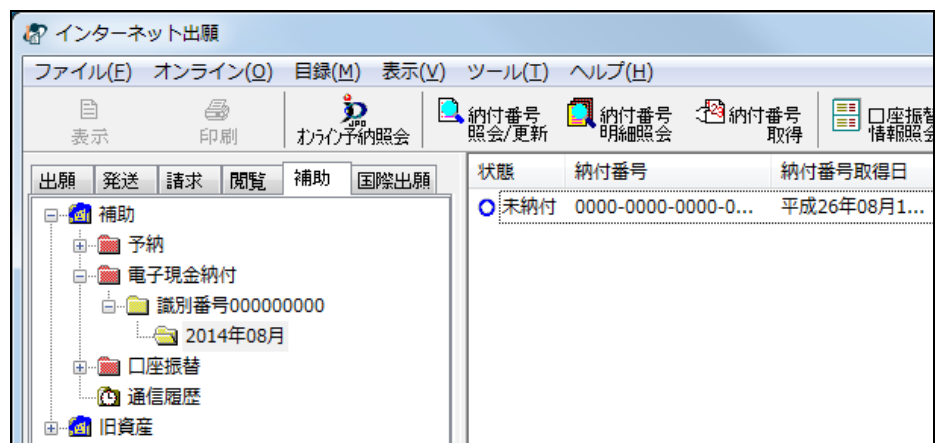 インターネット出願
ファイル(F) オンライン(O) 目録(M) 表示(V) ツール(T) ヘルプ(H)
表示 印刷 JPO オンライン予納照会 納付番号照会/更新 納付番号明細照会 納付番号取得 口座振替情報照会
出願 発送 請求 閲覧 補助 国際出願
状態 納付番号 納付番号取得日
未納付 0000-0000-0000-0... 平成26年08月1...
補助
予納
電子現金納付
識別番号000000000
2014年08月
口座振替
通信履歴
旧資産